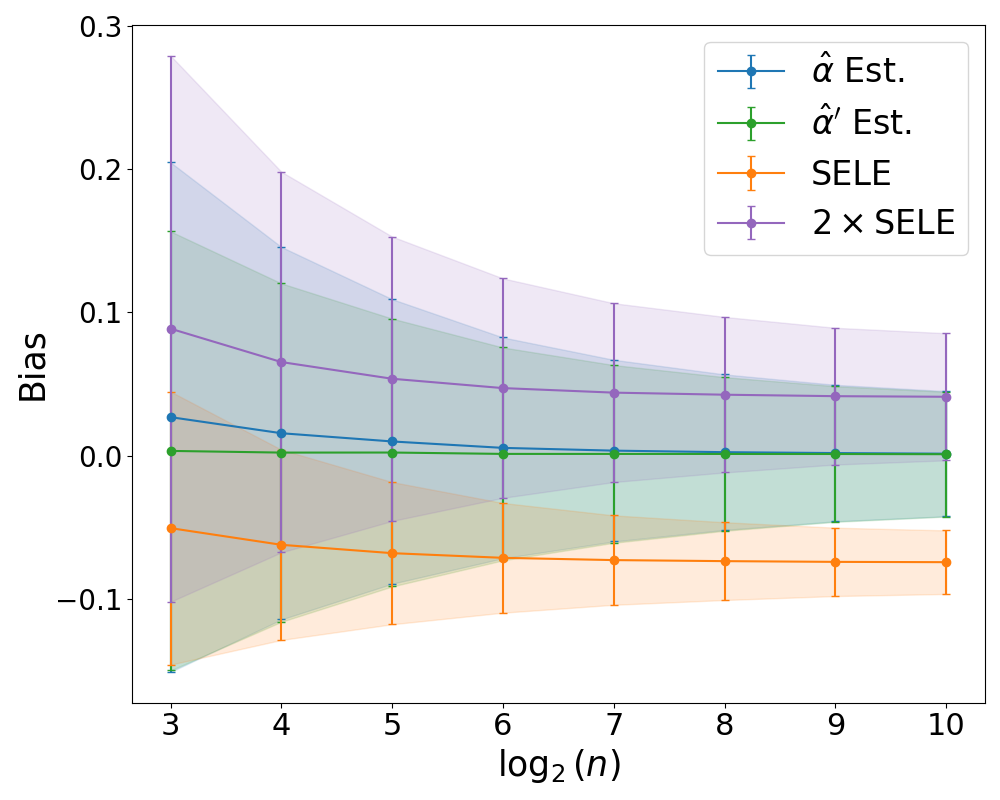 0.3
0.2
0.1
0.0
−0.1
Bias
3 4 5 6 7 8 9 10
log₂(n)
α̂ Est.
α̂′ Est.
SELE
2 × SELE